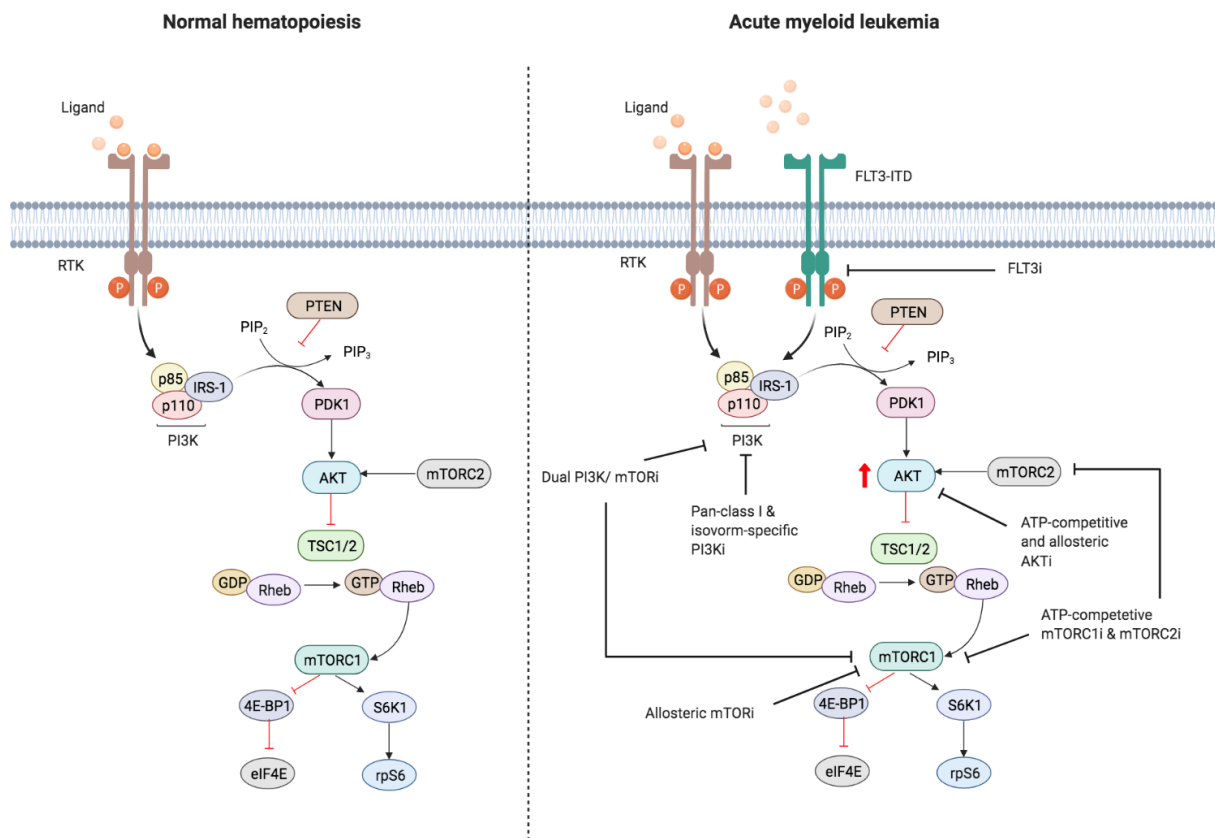 Normal hematopoiesis
Ligand
RTK
P
P
PTEN
PIP2
PIP3
p85
IRS-1
p110
PI3K
PDK1
AKT
mTORC2
TSC1/2
GDP
Rheb
GTP
Rheb
mTORC1
4E-BP1
S6K1
eIF4E
rpS6
Acute myeloid leukemia
Ligand
FLT3-ITD
RTK
FLT3i
P
P
P
P
PTEN
PIP2
PIP3
p85
IRS-1
p110
PI3K
PDK1
Dual PI3K/ mTORi
AKT
mTORC2
Pan-class I &
isovorm-specific
PI3Ki
ATP-competitive
and allosteric
AKTi
TSC1/2
GDP
Rheb
GTP
Rheb
ATP-competetive
mTORC1i & mTORC2i
mTORC1
Allosteric mTORi
4E-BP1
S6K1
eIF4E
rpS6